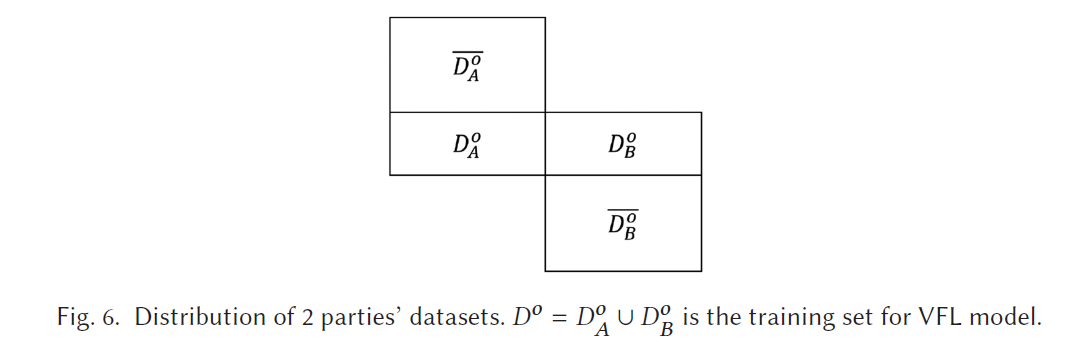 $\overline{D_A^o}$
$D_A^o$ $D_B^o$
$\overline{D_B^o}$
Fig. 6. Distribution of 2 parties’ datasets. $D^o = D_A^o \cup D_B^o$ is the training set for VFL model.